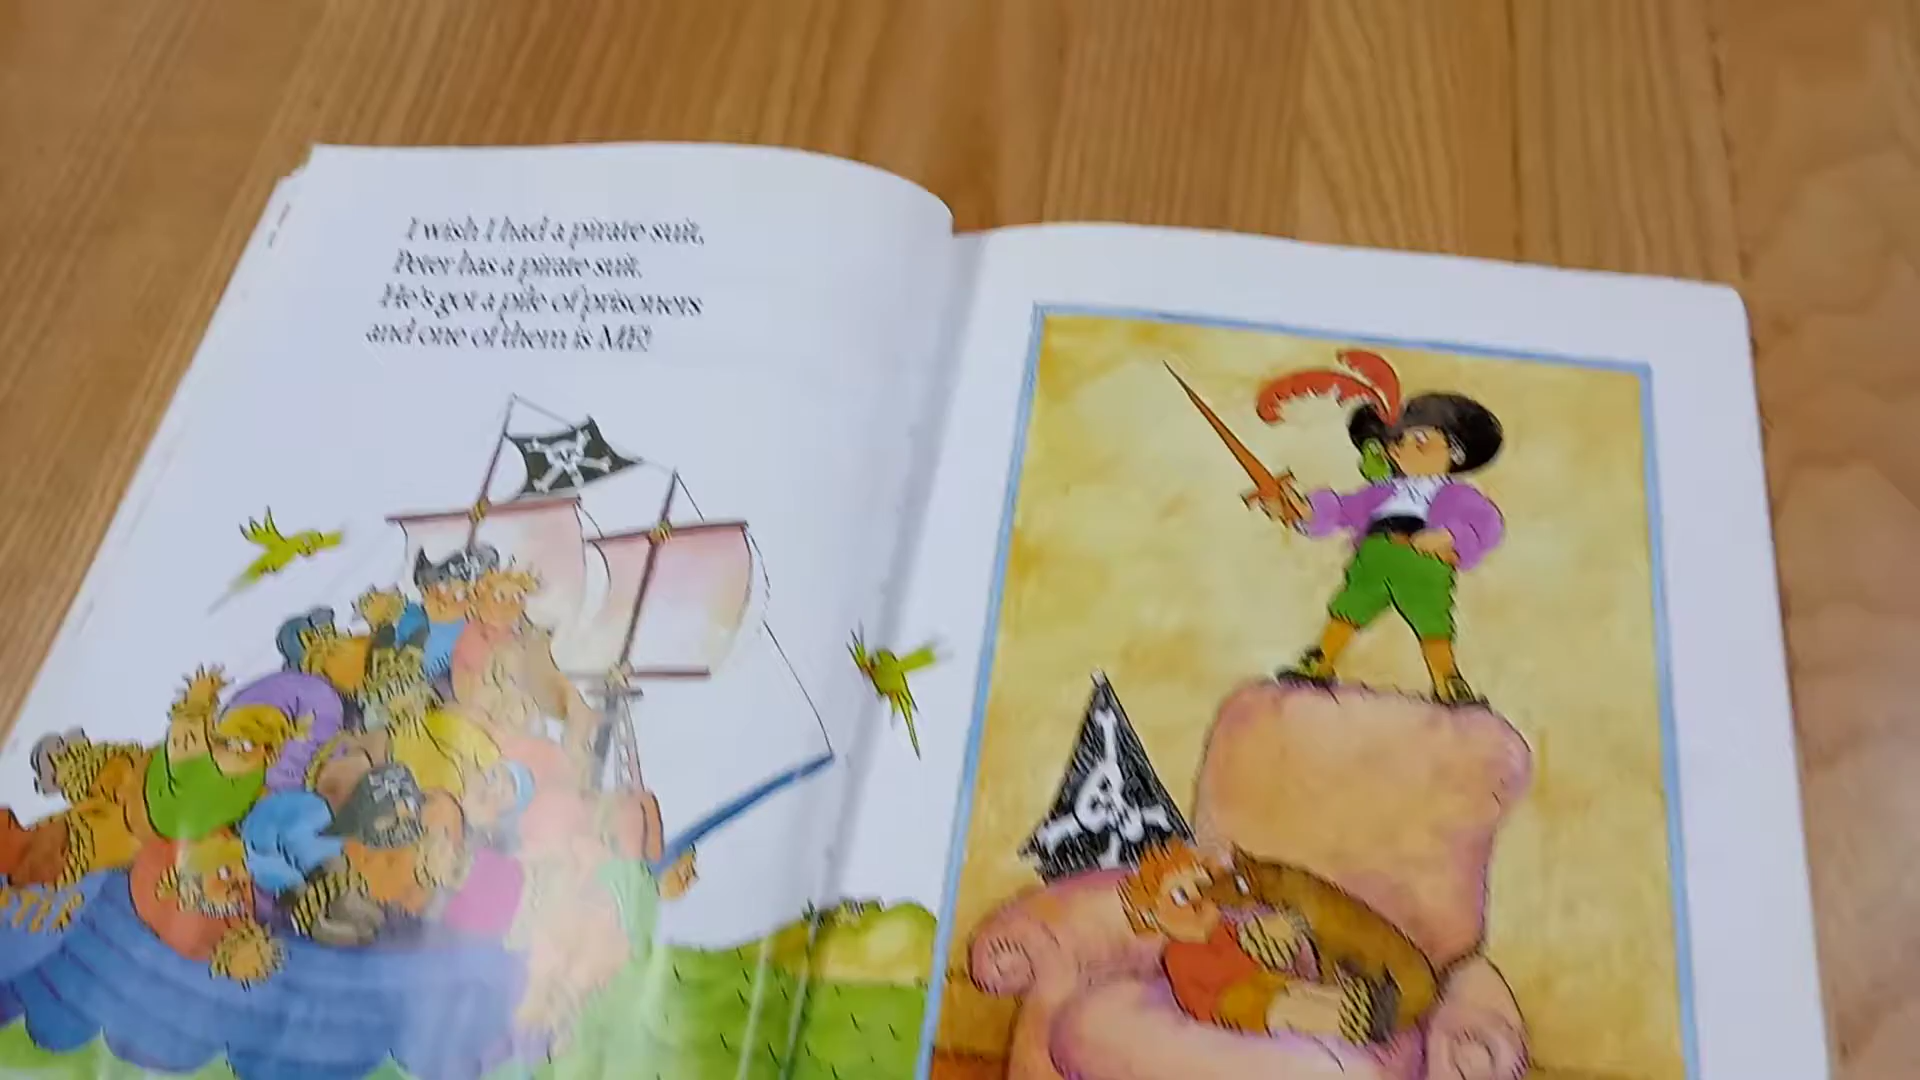 I wish I had a pirate suit,
Peter has a pirate suit.
He's got a pile of prisoners
and one of them is ME!